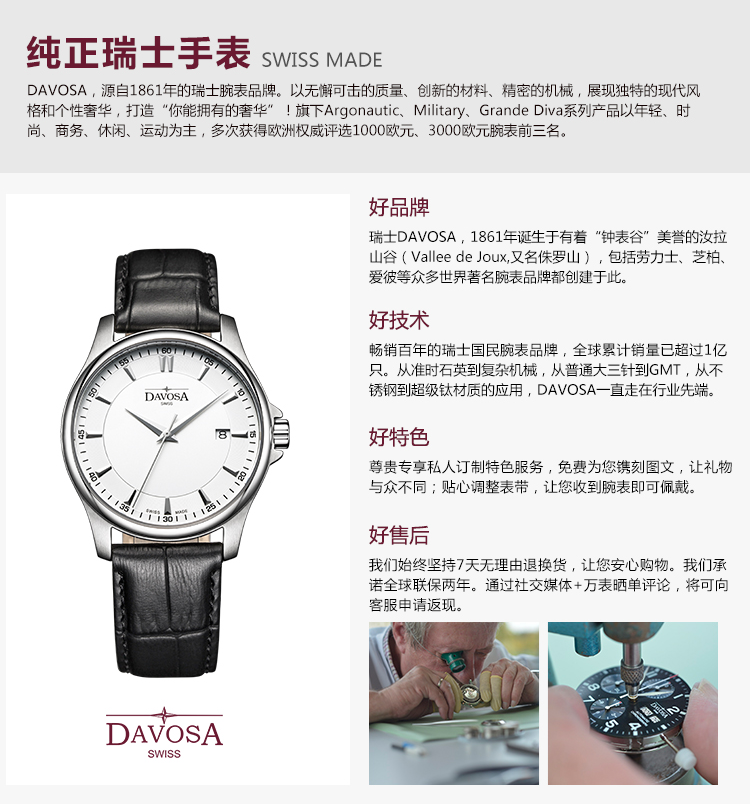 纯正瑞士手表 SWISS MADE
DAVOSA，源自1861年的瑞士腕表品牌。以无懈可击的质量、创新的材料、精密的机械，展现独特的现代风
格和个性奢华，打造“你能拥有的奢华”！旗下Argonautic、Military、Grande Diva系列产品以年轻、时
尚、商务、休闲、运动为主，多次获得欧洲权威评选1000欧元、3000欧元腕表前三名。
好品牌
瑞士DAVOSA，1861年诞生于有着“钟表谷”美誉的汝拉
山谷（Vallee de Joux,又名侏罗山），包括劳力士、芝柏、
爱彼等众多世界著名腕表品牌都创建于此。
好技术
畅销百年的瑞士国民腕表品牌，全球累计销量已超过1亿
只。从准时石英到复杂机械，从普通大三针到GMT，从不
锈钢到超级钛材质的应用，DAVOSA一直走在行业先端。
好特色
尊贵专享私人订制特色服务，免费为您镌刻图文，让礼物
与众不同；贴心调整表带，让您收到腕表即可佩戴。
好售后
我们始终坚持7天无理由退换货，让您安心购物。我们承
诺全球联保两年。通过社交媒体+万表晒单评论，将可向
客服申请返现。
55 60 05
50 10
DAVOSA
SWISS
45 15
8
40 20
35 30 25
SWISS MADE
DAVOSA
SWISS
DAVOSA